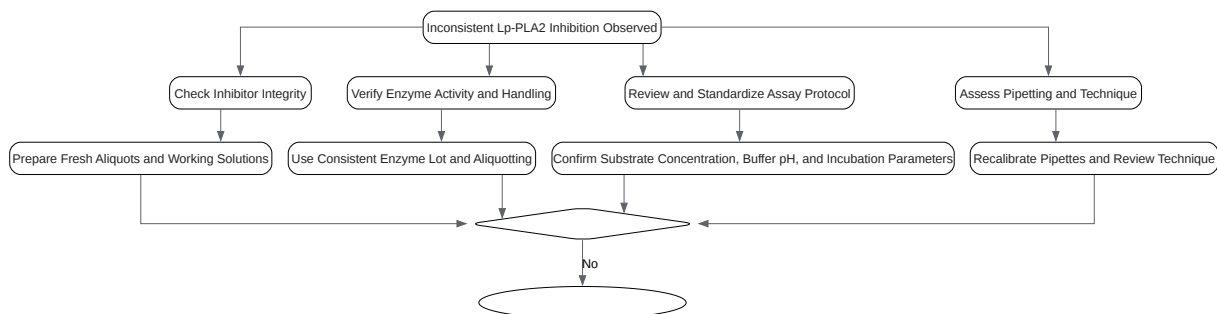 Inconsistent Lp-PLA2 Inhibition Observed
Check Inhibitor Integrity
Verify Enzyme Activity and Handling
Review and Standardize Assay Protocol
Assess Pipetting and Technique
Prepare Fresh Aliquots and Working Solutions
Use Consistent Enzyme Lot and Aliquotting
Confirm Substrate Concentration, Buffer pH, and Incubation Parameters
Recalibrate Pipettes and Review Technique
No